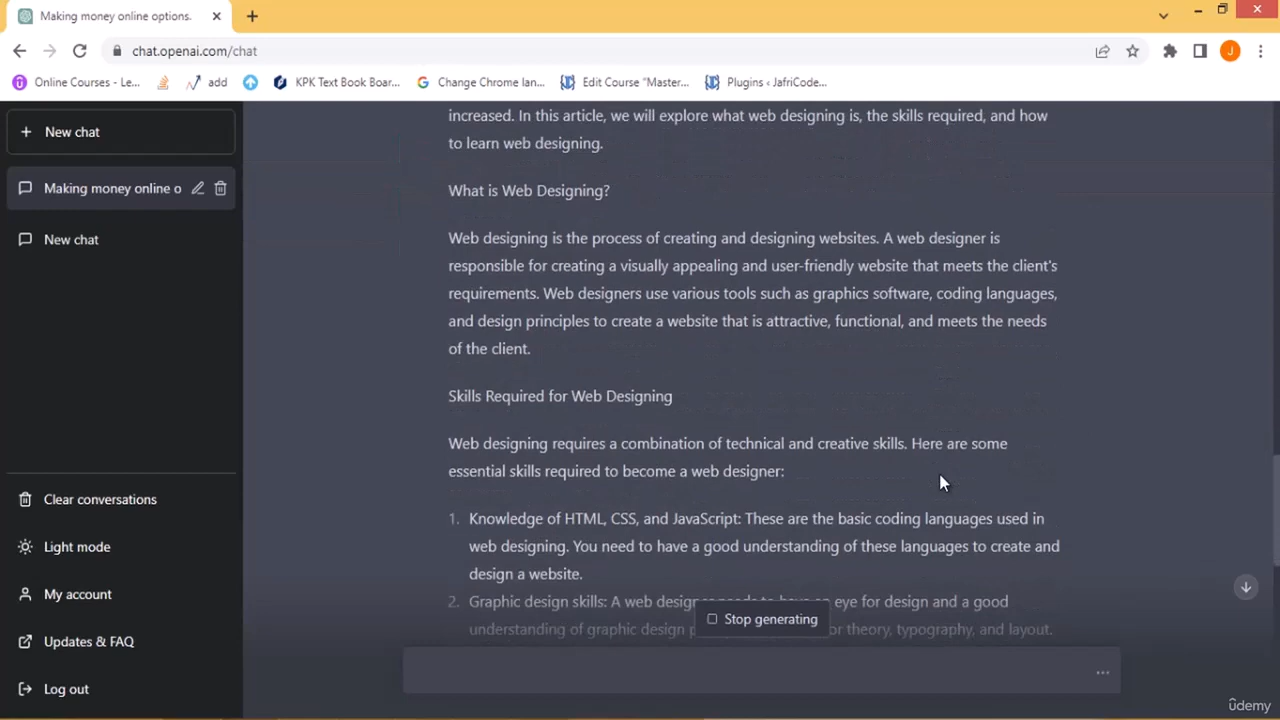 Making money online options.
chat.openai.com/chat
Online Courses - Le...
add
KPK Text Book Boar...
Change Chrome lan...
Edit Course "Master...
Plugins ‹ JafriCode...
J
New chat
Making money online o
New chat
Clear conversations
Light mode
My account
Updates & FAQ
Log out
increased. In this article, we will explore what web designing is, the skills required, and how
to learn web designing.
What is Web Designing?
Web designing is the process of creating and designing websites. A web designer is
responsible for creating a visually appealing and user-friendly website that meets the client's
requirements. Web designers use various tools such as graphics software, coding languages,
and design principles to create a website that is attractive, functional, and meets the needs
of the client.
Skills Required for Web Designing
Web designing requires a combination of technical and creative skills. Here are some
essential skills required to become a web designer:
1. Knowledge of HTML, CSS, and JavaScript: These are the basic coding languages used in
web designing. You need to have a good understanding of these languages to create and
design a website.
2. Graphic design skills: A web designer needs to have an eye for design and a good
understanding of graphic design theory, typography, and layout.
Stop generating
ûdemy